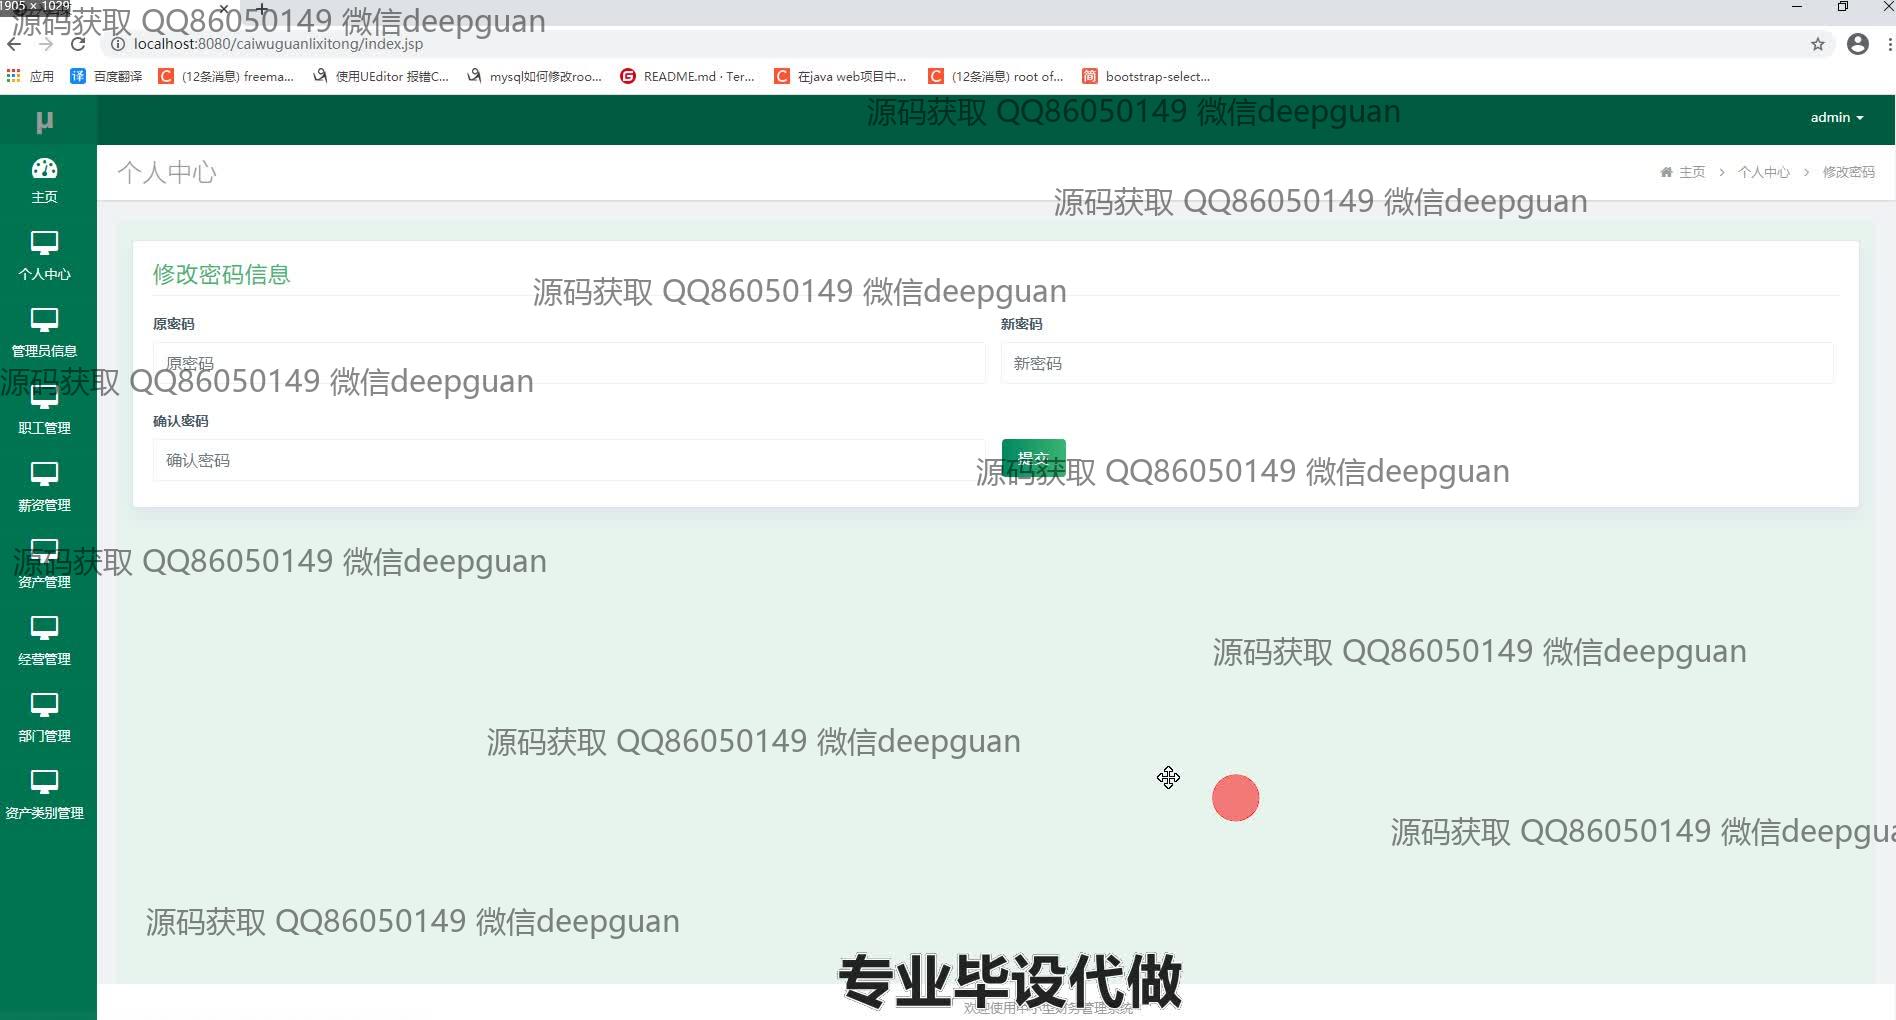 1905 × 1029
源码获取 QQ86050149 微信deepguan
localhost:8080/caiwuguanlixitong/index.jsp
应用 百度翻译 (12条消息) freema... 使用UEditor 报错C... mysql如何修改roo... README.md · Ter... 在java web项目中... (12条消息) root of... bootstrap-select...
μ
源码获取 QQ86050149 微信deepguan
admin
个人中心
主页 > 个人中心 > 修改密码
主页
源码获取 QQ86050149 微信deepguan
个人中心
修改密码信息
源码获取 QQ86050149 微信deepguan
原密码 新密码
管理员信息
原密码 新密码
源码获取 QQ86050149 微信deepguan
确认密码
职工管理
确认密码 提交
源码获取 QQ86050149 微信deepguan
薪资管理
源码获取 QQ86050149 微信deepguan
资产管理
源码获取 QQ86050149 微信deepguan
经营管理
部门管理
源码获取 QQ86050149 微信deepguan
资产类别管理
源码获取 QQ86050149 微信deepgua
源码获取 QQ86050149 微信deepguan
专业毕设代做
欢迎使用中小型财务管理系统